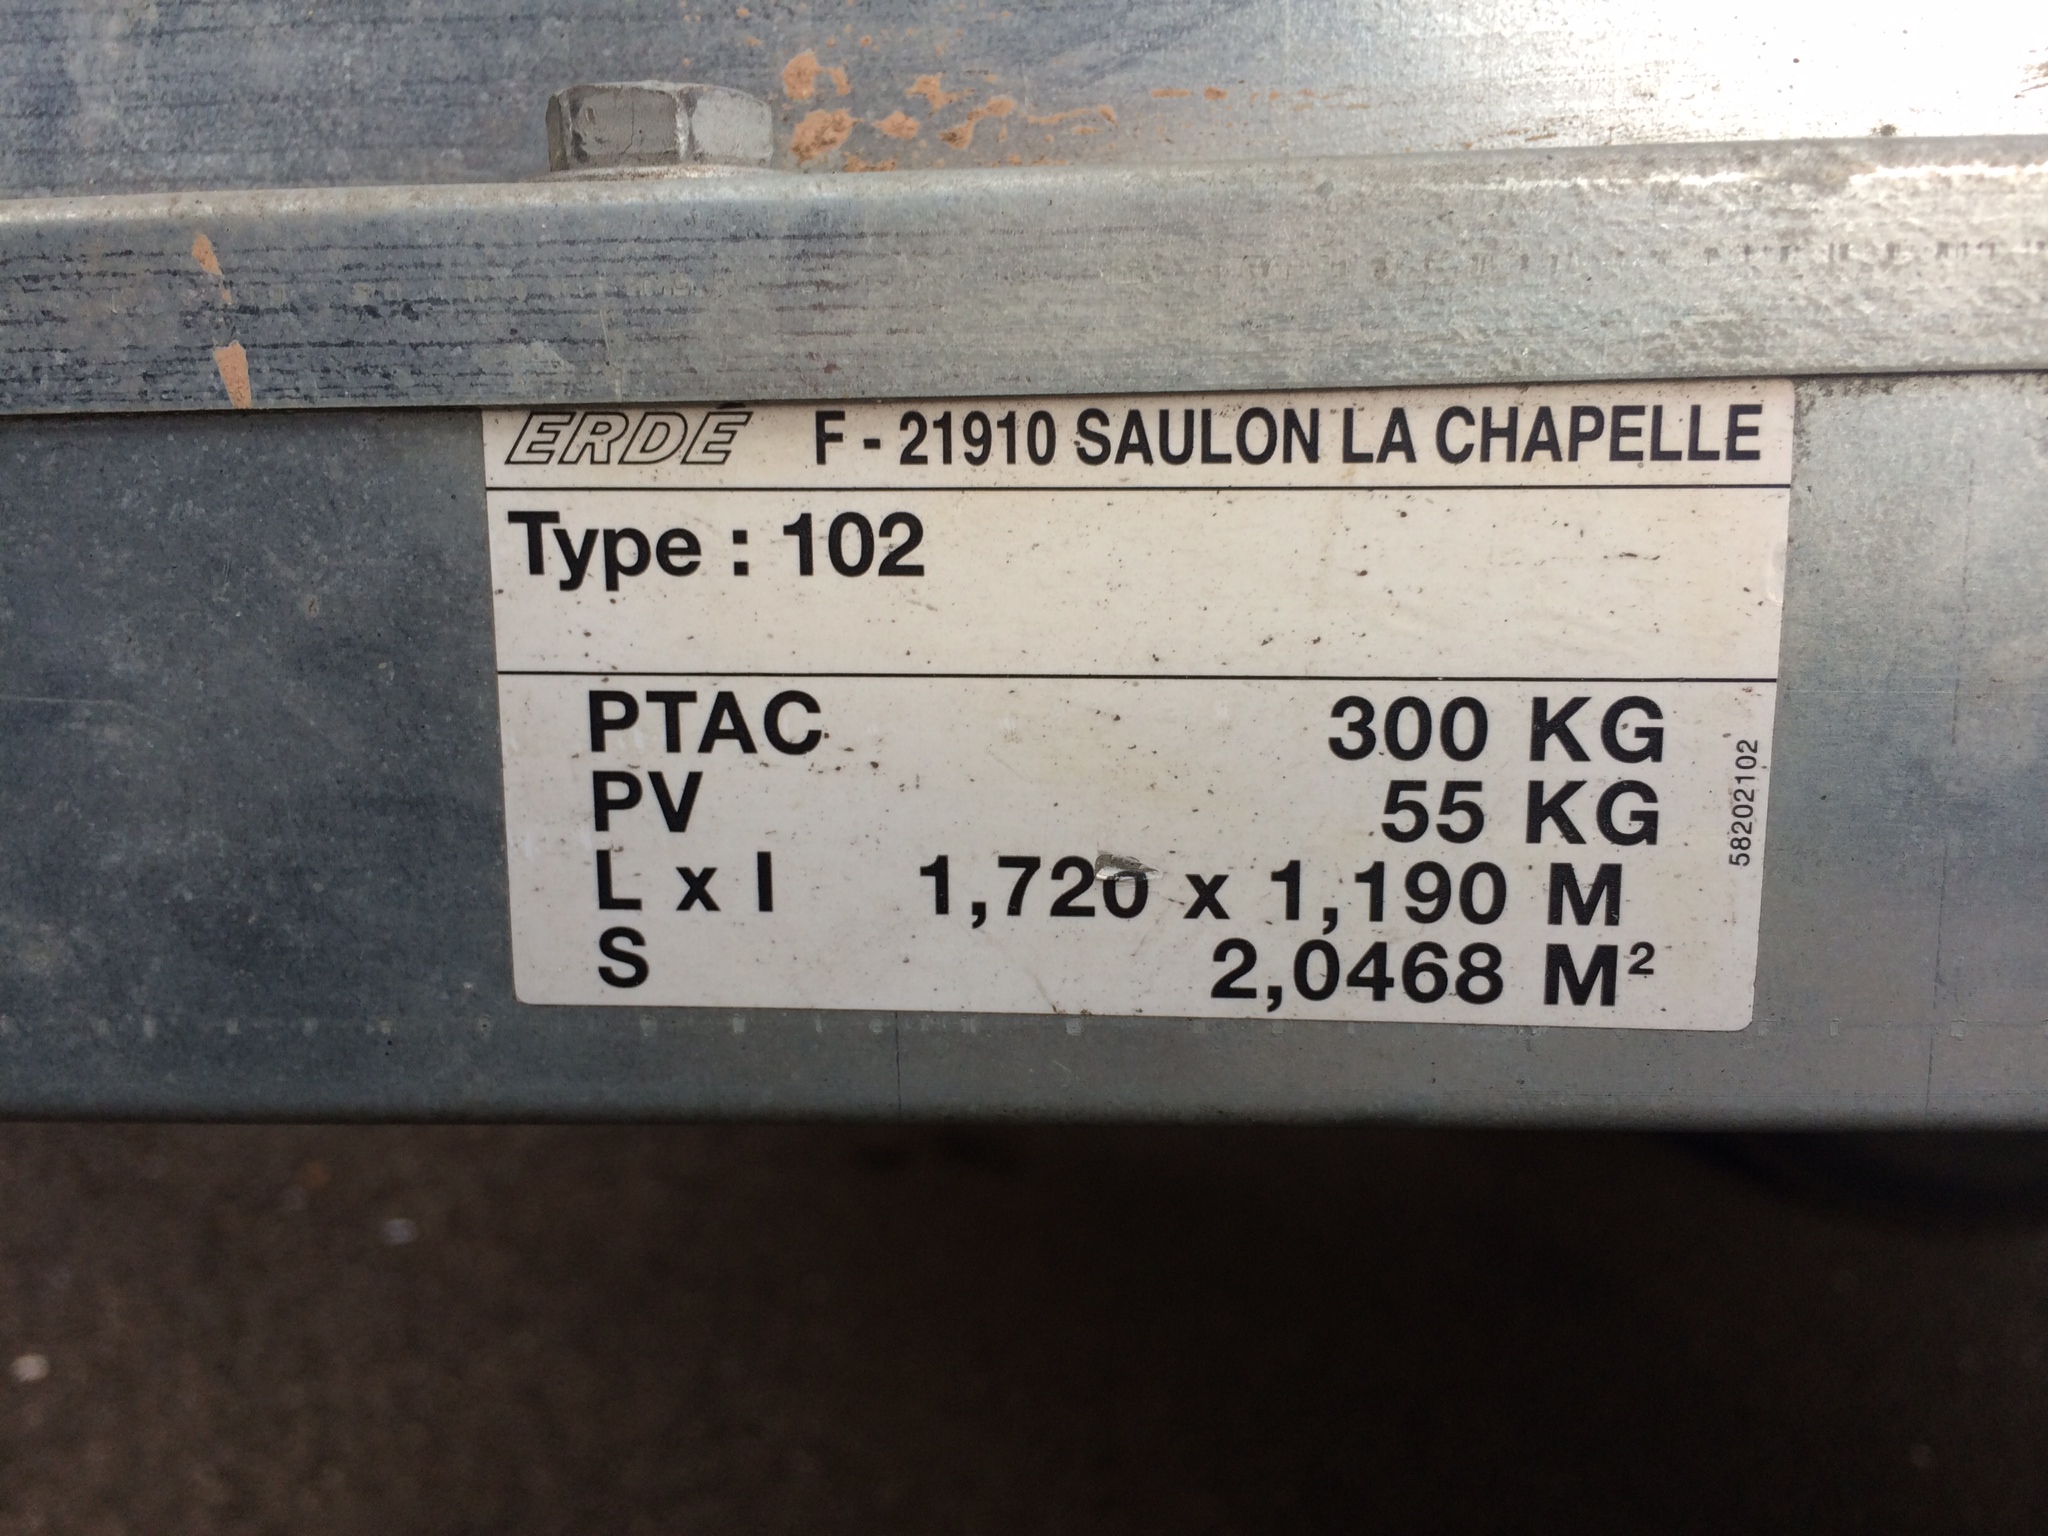 ERDÉ F - 21910 SAULON LA CHAPELLE
Type : 102
PTAC 300 KG
PV 55 KG
L x l 1,720 x 1,190 M
S 2,0468 M²
58202102